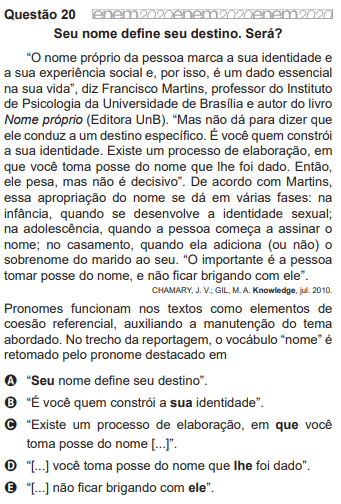 Questão 20 enem2020enem2020enem2020
Seu nome define seu destino. Será?
“O nome próprio da pessoa marca a sua identidade e
a sua experiência social e, por isso, é um dado essencial
na sua vida”, diz Francisco Martins, professor do Instituto
de Psicologia da Universidade de Brasília e autor do livro
Nome próprio (Editora UnB). “Mas não dá para dizer que
ele conduz a um destino específico. É você quem constrói
a sua identidade. Existe um processo de elaboração, em
que você toma posse do nome que lhe foi dado. Então,
ele pesa, mas não é decisivo”. De acordo com Martins,
essa apropriação do nome se dá em várias fases: na
infância, quando se desenvolve a identidade sexual;
na adolescência, quando a pessoa começa a assinar o
nome; no casamento, quando ela adiciona (ou não) o
sobrenome do marido ao seu. “O importante é a pessoa
tomar posse do nome, e não ficar brigando com ele”.
CHAMARY, J. V.; GIL, M. A. Knowledge, jul. 2010.
Pronomes funcionam nos textos como elementos de
coesão referencial, auxiliando a manutenção do tema
abordado. No trecho da reportagem, o vocábulo “nome” é
retomado pelo pronome destacado em
A “Seu nome define seu destino”.
B “É você quem constrói a sua identidade”.
C “Existe um processo de elaboração, em que você
toma posse do nome [...]”.
D “[...] você toma posse do nome que lhe foi dado”.
E “[...] não ficar brigando com ele”.